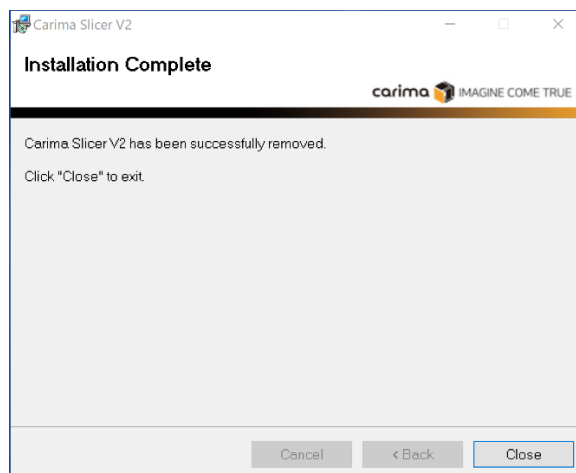 Carima Slicer V2
Installation Complete
carima IMAGINE COME TRUE
Carima Slicer V2 has been successfully removed.
Click "Close" to exit.
Cancel
< Back
Close